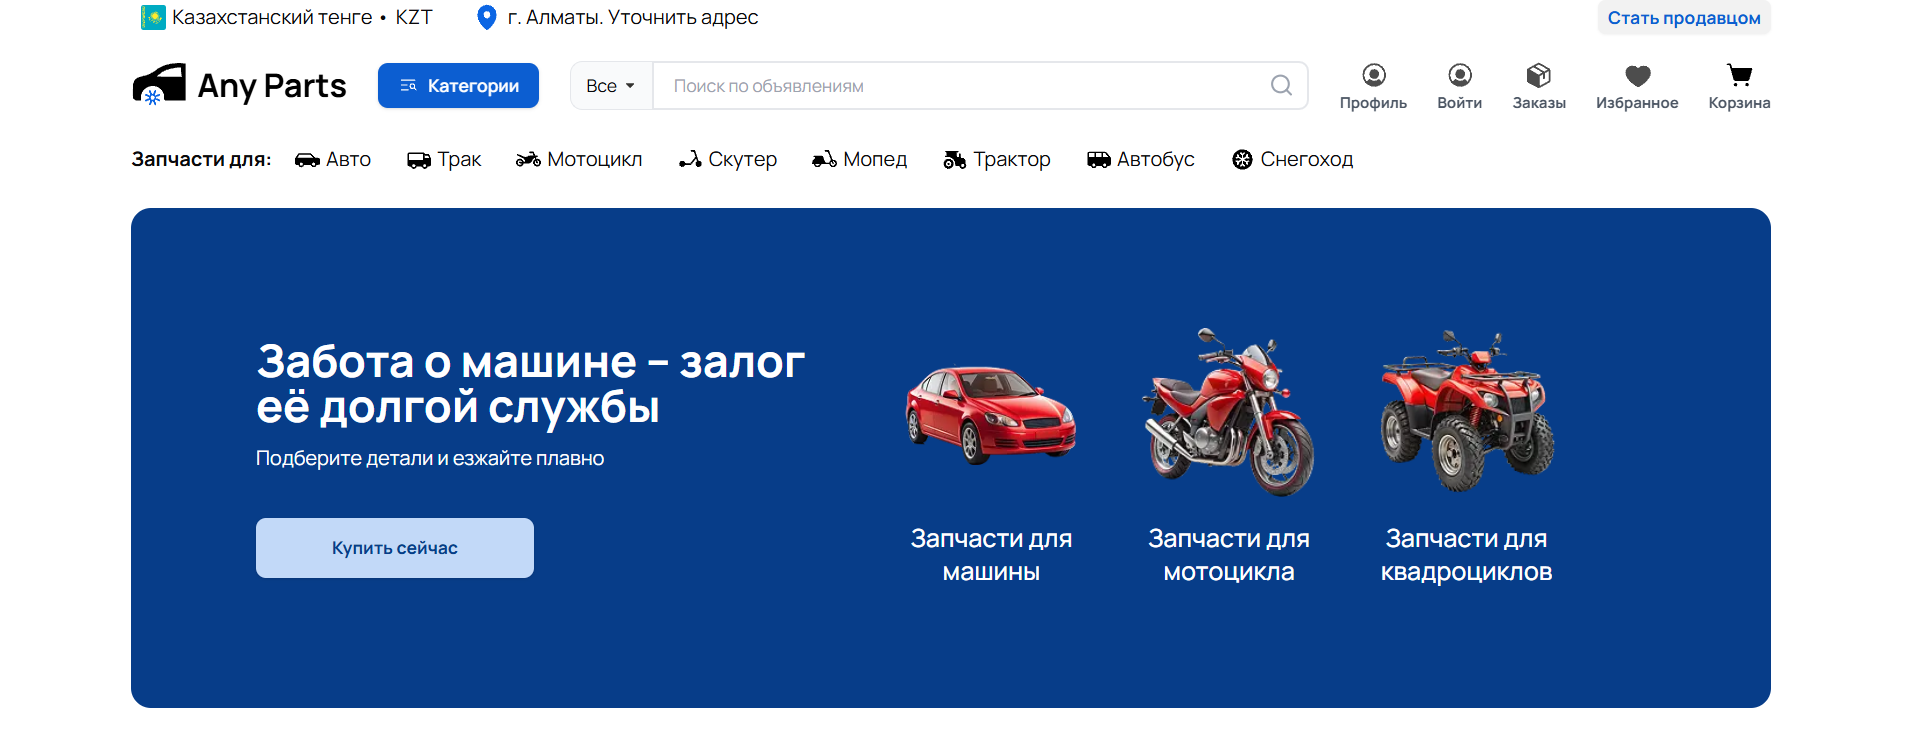 Казахстанский тенге • KZT
г. Алматы. Уточнить адрес
Стать продавцом
Any Parts
Категории
Все
Поиск по объявлениям
Профиль
Войти
Заказы
Избранное
Корзина
Запчасти для:
Авто
Трак
Мотоцикл
Скутер
Мопед
Трактор
Автобус
Снегоход
Забота о машине – залог
её долгой службы
Подберите детали и езжайте плавно
Купить сейчас
Запчасти для
машины
Запчасти для
мотоцикла
Запчасти для
квадроциклов